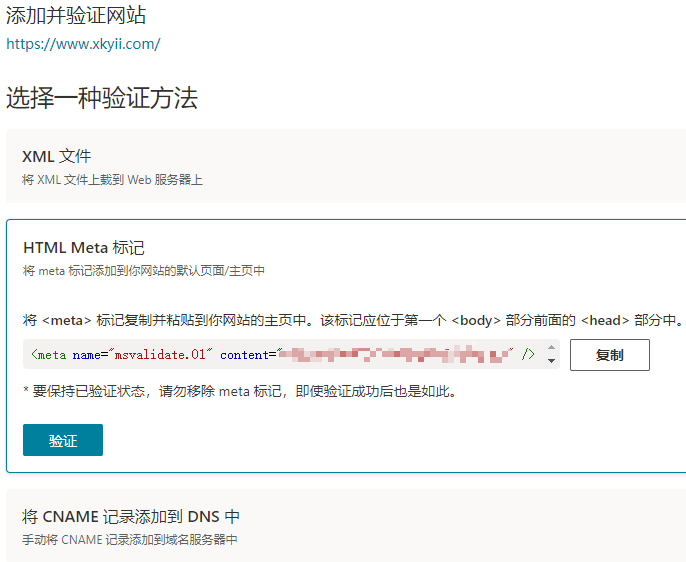 添加并验证网站
https://www.xkyii.com/
选择一种验证方法
XML 文件
将 XML 文件上载到 Web 服务器上
HTML Meta 标记
将 meta 标记添加到你网站的默认页面/主页中
将 <meta> 标记复制并粘贴到你网站的主页中。该标记应位于第一个 <body> 部分前面的 <head> 部分中。
<meta name="msvalidate.01" content=" " />
复制
* 要保持已验证状态，请勿移除 meta 标记，即使验证成功后也是如此。
验证
将 CNAME 记录添加到 DNS 中
手动将 CNAME 记录添加到域名服务器中